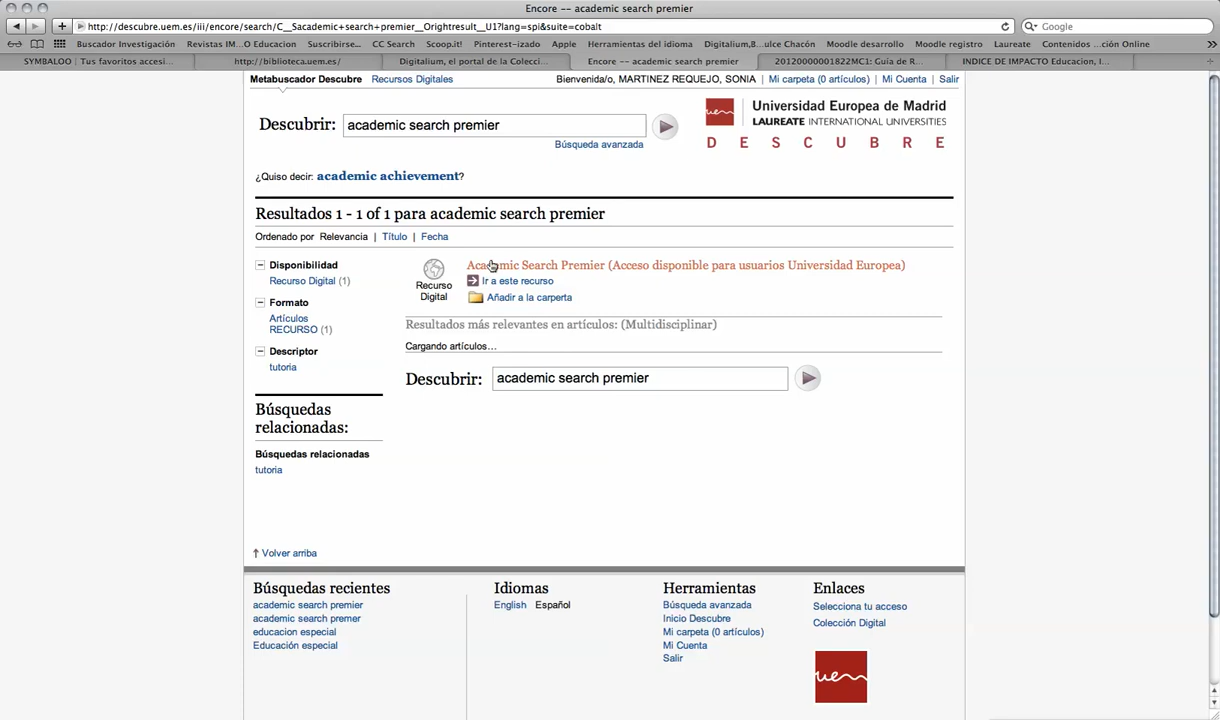 Encore -- academic search premier
http://descubre.uem.es/iii/encore/search/C__Sacademic+search+premier__Orightresult__U1?lang=spi&suite=cobalt
Google
Buscador Investigación
Revistas IM...O Educacion
Suscribirse...
CC Search
Scoop.it!
Pinterest-izado
Apple
Herramientas del idioma
Digitalium,B...ulce Chacón
Moodle desarrollo
Moodle registro
Laureate
Contenidos ...ción Online
SYMBALOO | Tus favoritos accesi...
http://biblioteca.uem.es/
Digitalium, el portal de la Colecci...
Encore -- academic search premier
20120000001822MC1: Guía de R...
INDICE DE IMPACTO Educacion, I...
Metabuscador Descubre
Recursos Digitales
Bienvenida/o, MARTINEZ REQUEJO, SONIA | Mi carpeta (0 artículos) | Mi Cuenta | Salir
Descubrir: academic search premier
Búsqueda avanzada
uem
Universidad Europea de Madrid
LAUREATE INTERNATIONAL UNIVERSITIES
D E S C U B R E
¿Quiso decir: academic achievement?
Resultados 1 - 1 of 1 para academic search premier
Ordenado por Relevancia | Título | Fecha
Disponibilidad
Recurso Digital (1)
Formato
Artículos
RECURSO (1)
Descriptor
tutoria
Búsquedas
relacionadas:
Búsquedas relacionadas
tutoria
Recurso
Digital
Academic Search Premier (Acceso disponible para usuarios Universidad Europea)
Ir a este recurso
Añadir a la carperta
Resultados más relevantes en artículos: (Multidisciplinar)
Cargando artículos...
Descubrir: academic search premier
Volver arriba
Búsquedas recientes
academic search premier
academic search premer
educacion especial
Educación especial
Idiomas
English Español
Herramientas
Búsqueda avanzada
Inicio Descubre
Mi carpeta (0 artículos)
Mi Cuenta
Salir
Enlaces
Selecciona tu acceso
Colección Digital
uem